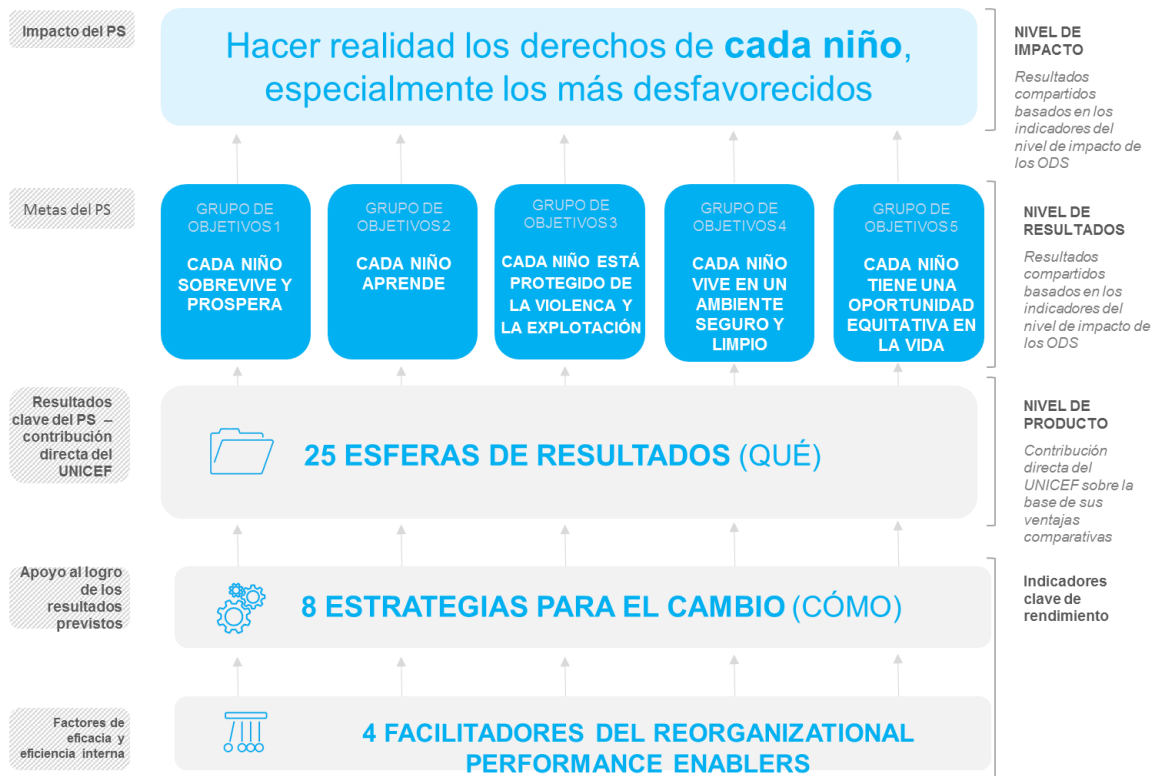 Impacto del PS
Hacer realidad los derechos de cada niño,
especialmente los más desfavorecidos
NIVEL DE
IMPACTO
Resultados
compartidos
basados en los
indicadores del
nivel de impacto de
los ODS
Metas del PS
GRUPO DE
OBJETIVOS 1
CADA NIÑO
SOBREVIVE Y
PROSPERA
GRUPO DE
OBJETIVOS 2
CADA NIÑO
APRENDE
GRUPO DE
OBJETIVOS 3
CADA NIÑO ESTÁ
PROTEGIDO DE
LA VIOLENCA Y
LA EXPLOTACIÓN
GRUPO DE
OBJETIVOS 4
CADA NIÑO
VIVE EN UN
AMBIENTE
SEGURO Y
LIMPIO
GRUPO DE
OBJETIVOS 5
CADA NIÑO
TIENE UNA
OPORTUNIDAD
EQUITATIVA EN
LA VIDA
NIVEL DE
RESULTADOS
Resultados
compartidos
basados en los
indicadores del
nivel de impacto de
los ODS
Resultados
clave del PS –
contribución
directa del
UNICEF
25 ESFERAS DE RESULTADOS (QUÉ)
NIVEL DE
PRODUCTO
Contribución
directa del
UNICEF sobre la
base de sus
ventajas
comparativas
Apoyo al logro
de los
resultados
previstos
8 ESTRATEGIAS PARA EL CAMBIO (CÓMO)
Indicadores
clave de
rendimiento
Factores de
eficacia y
eficiencia interna
4 FACILITADORES DEL REORGANIZATIONAL
PERFORMANCE ENABLERS